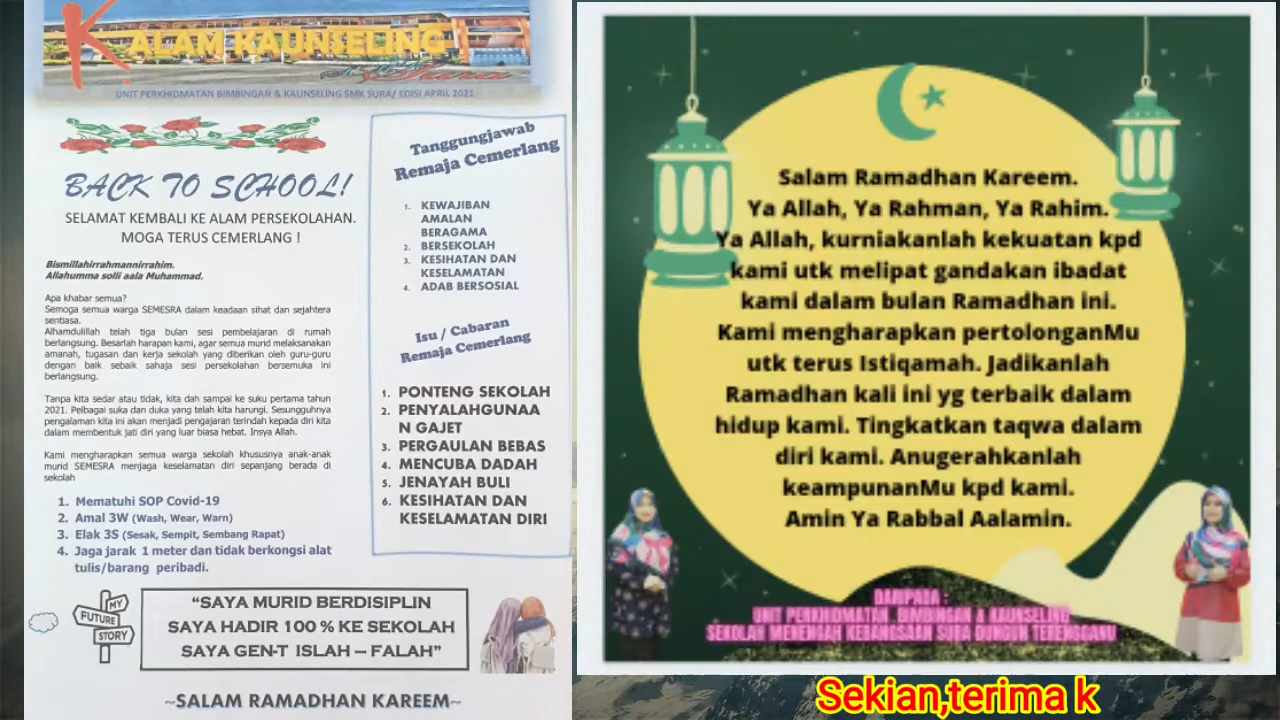 KALAM KAUNSELING
UNIT PERKHIDMATAN BIMBINGAN & KAUNSELING SMK SURA/ EDISI APRIL 2021
BACK TO SCHOOL!
SELAMAT KEMBALI KE ALAM PERSEKOLAHAN.
MOGA TERUS CEMERLANG !
Bismillahirrahmannirrahim.
Allahumma solli aala Muhammad.
Apa khabar semua?
Semoga semua warga SEMESRA dalam keadaan sihat dan sejahtera
sentiasa.
Alhamdulillah telah tiga bulan sesi pembelajaran di rumah
berlangsung. Besarlah harapan kami, agar semua murid melaksanakan
amanah, tugasan dan kerja sekolah yang diberikan oleh guru-guru
dengan baik sebaik sahaja sesi persekolahan bersemuka ini
berlangsung.
Tanpa kita sedar atau tidak, kita dah sampai ke suku pertama tahun
2021. Pelbagai suka dan duka yang telah kita harungi. Sesungguhnya
pengalaman kita ini akan menjadi pengajaran terindah kepada diri kita
dalam membentuk jati diri yang luar biasa hebat. Insya Allah.
Kami mengharapkan semua warga sekolah khususnya anak-anak
murid SEMESRA menjaga keselamatan diri sepanjang berada di
sekolah
1. Mematuhi SOP Covid-19
2. Amal 3W (Wash, Wear, Warn)
3. Elak 3S (Sesak, Sempit, Sembang Rapat)
4. Jaga jarak 1 meter dan tidak berkongsi alat
tulis/barang peribadi.
Tanggungjawab
Remaja Cemerlang
1. KEWAJIBAN
AMALAN
BERAGAMA
2. BERSEKOLAH
3. KESIHATAN DAN
KESELAMATAN
4. ADAB BERSOSIAL
Isu / Cabaran
Remaja Cemerlang
1. PONTENG SEKOLAH
2. PENYALAHGUNAA
N GAJET
3. PERGAULAN BEBAS
4. MENCUBA DADAH
5. JENAYAH BULI
6. KESIHATAN DAN
KESELAMATAN DIRI
MY
FUTURE
STORY
“SAYA MURID BERDISIPLIN
SAYA HADIR 100 % KE SEKOLAH
SAYA GEN-T ISLAH – FALAH”
~SALAM RAMADHAN KAREEM~
Salam Ramadhan Kareem.
Ya Allah, Ya Rahman, Ya Rahim.
Ya Allah, kurniakanlah kekuatan kpd
kami utk melipat gandakan ibadat
kami dalam bulan Ramadhan ini.
Kami mengharapkan pertolonganMu
utk terus Istiqamah. Jadikanlah
Ramadhan kali ini yg terbaik dalam
hidup kami. Tingkatkan taqwa dalam
diri kami. Anugerahkanlah
keampunanMu kpd kami.
Amin Ya Rabbal Aalamin.
DARIPADA :
UNIT PERKHIDMATAN BIMBINGAN & KAUNSELING
SEKOLAH MENENGAH KEBANGSAAN SURA DUNGUN TERENGGANU
Sekian,terima k